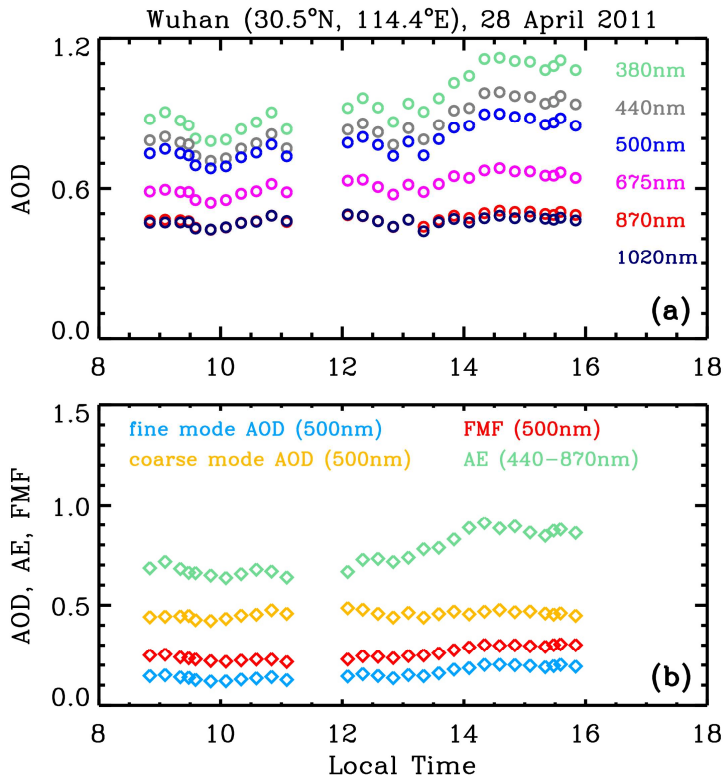 Wuhan (30.5°N, 114.4°E), 28 April 2011
1.2
380nm
440nm
500nm
AOD
0.6
675nm
870nm
1020nm
(a)
0.0
8 10 12 14 16 18
1.5
fine mode AOD (500nm) FMF (500nm)
coarse mode AOD (500nm) AE (440-870nm)
AOD, AE, FMF
1.0
0.5
(b)
0.0
8 10 12 14 16 18
Local Time